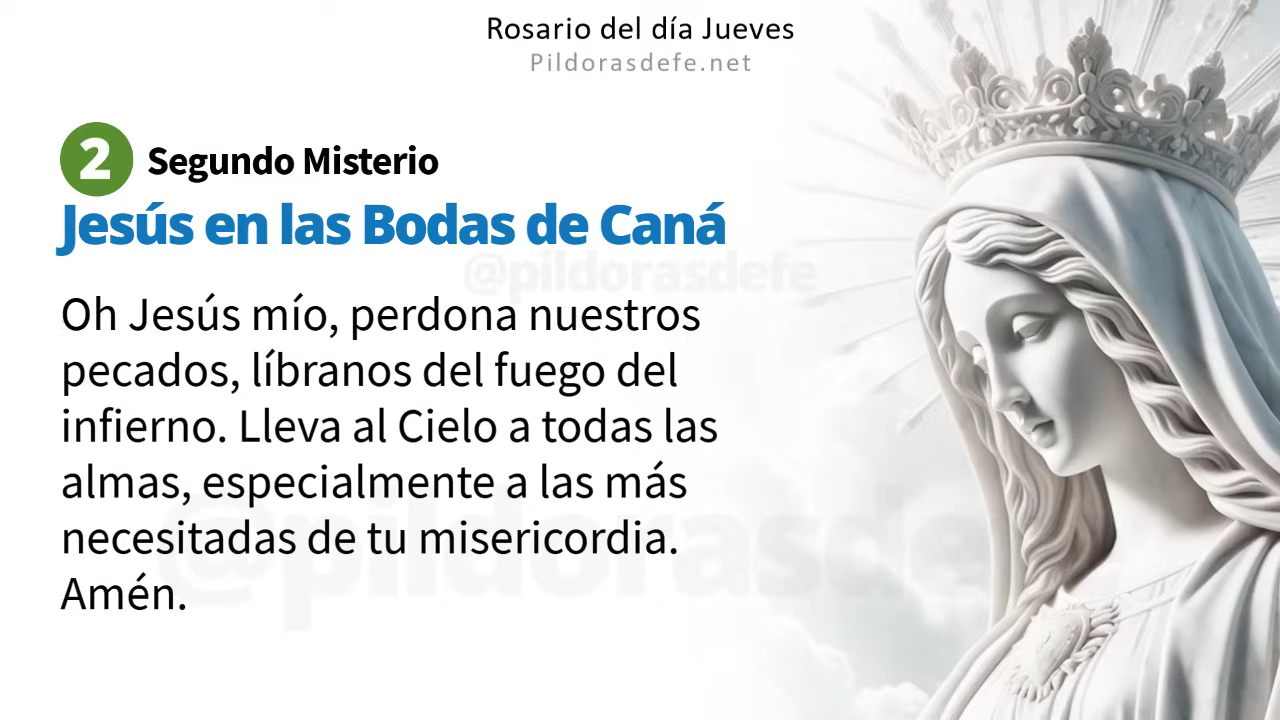 Rosario del día Jueves
Pildorasdefe.net
2 Segundo Misterio
Jesús en las Bodas de Caná
@pildorasdefe
Oh Jesús mío, perdona nuestros
pecados, líbranos del fuego del
infierno. Lleva al Cielo a todas las
almas, especialmente a las más
necesitadas de tu misericordia.
Amén.
@pildorasdefe